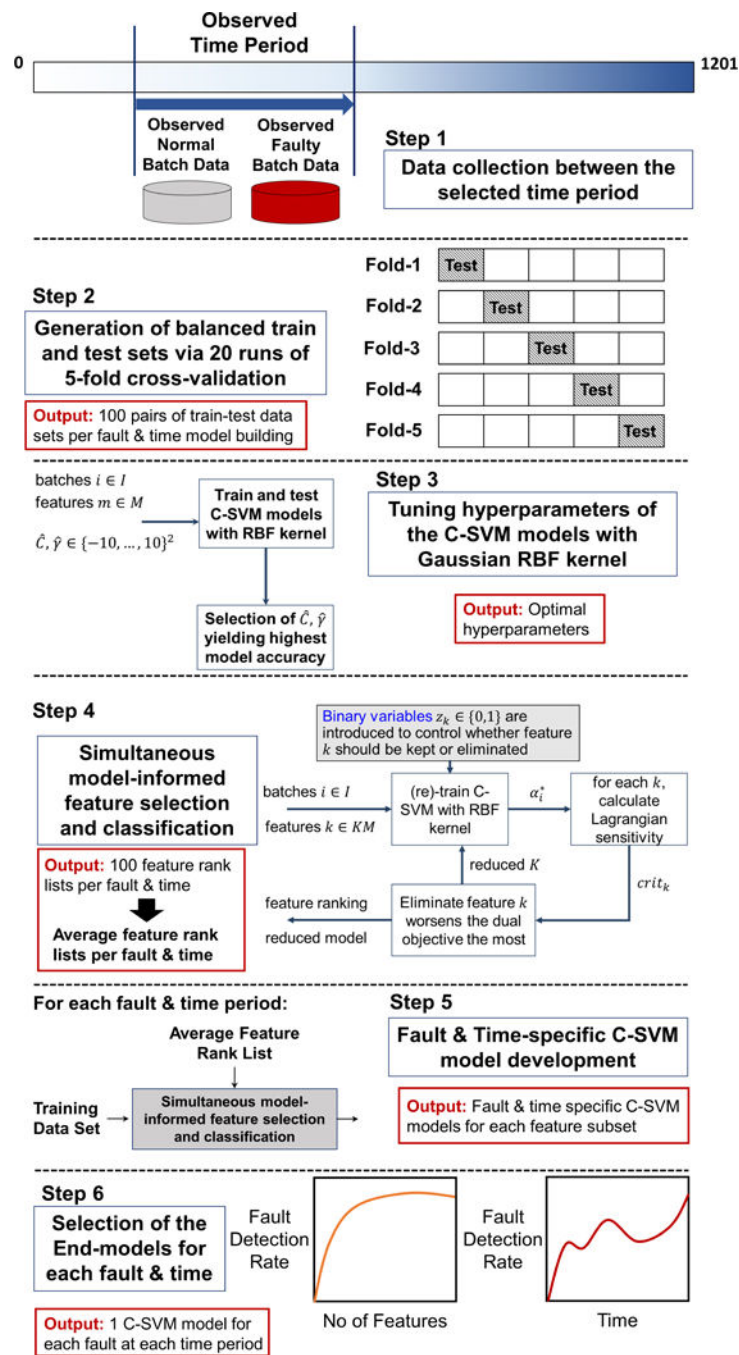 Observed
Time Period
0
1201
Observed
Normal
Batch Data
Observed
Faulty
Batch Data
Step 1
Data collection between the
selected time period
Step 2
Generation of balanced train
and test sets via 20 runs of
5-fold cross-validation
Output: 100 pairs of train-test data
sets per fault & time model building
Fold-1
Test
Fold-2
Test
Fold-3
Test
Fold-4
Test
Fold-5
Test
batches i ∈ I
features m ∈ M
Ĉ, γ̂ ∈ {−10, …, 10}²
Train and test
C-SVM models
with RBF kernel
Selection of Ĉ, γ̂
yielding highest
model accuracy
Step 3
Tuning hyperparameters of
the C-SVM models with
Gaussian RBF kernel
Output: Optimal
hyperparameters
Step 4
Simultaneous
model-informed
feature selection
and classification
Output: 100 feature rank
lists per fault & time
Average feature rank
lists per fault & time
Binary variables z_k ∈ {0,1} are
introduced to control whether feature
k should be kept or eliminated
batches i ∈ I
features k ∈ KM
(re)-train C-
SVM with RBF
kernel
α_i^*
for each k,
calculate
Lagrangian
sensitivity
reduced K
crit_k
feature ranking
reduced model
Eliminate feature k
worsens the dual
objective the most
For each fault & time period:
Average Feature
Rank List
Training
Data Set
Simultaneous model-
informed feature selection
and classification
Step 5
Fault & Time-specific C-SVM
model development
Output: Fault & time specific C-SVM
models for each feature subset
Step 6
Selection of the
End-models for
each fault & time
Output: 1 C-SVM model for
each fault at each time period
Fault
Detection
Rate
No of Features
Fault
Detection
Rate
Time